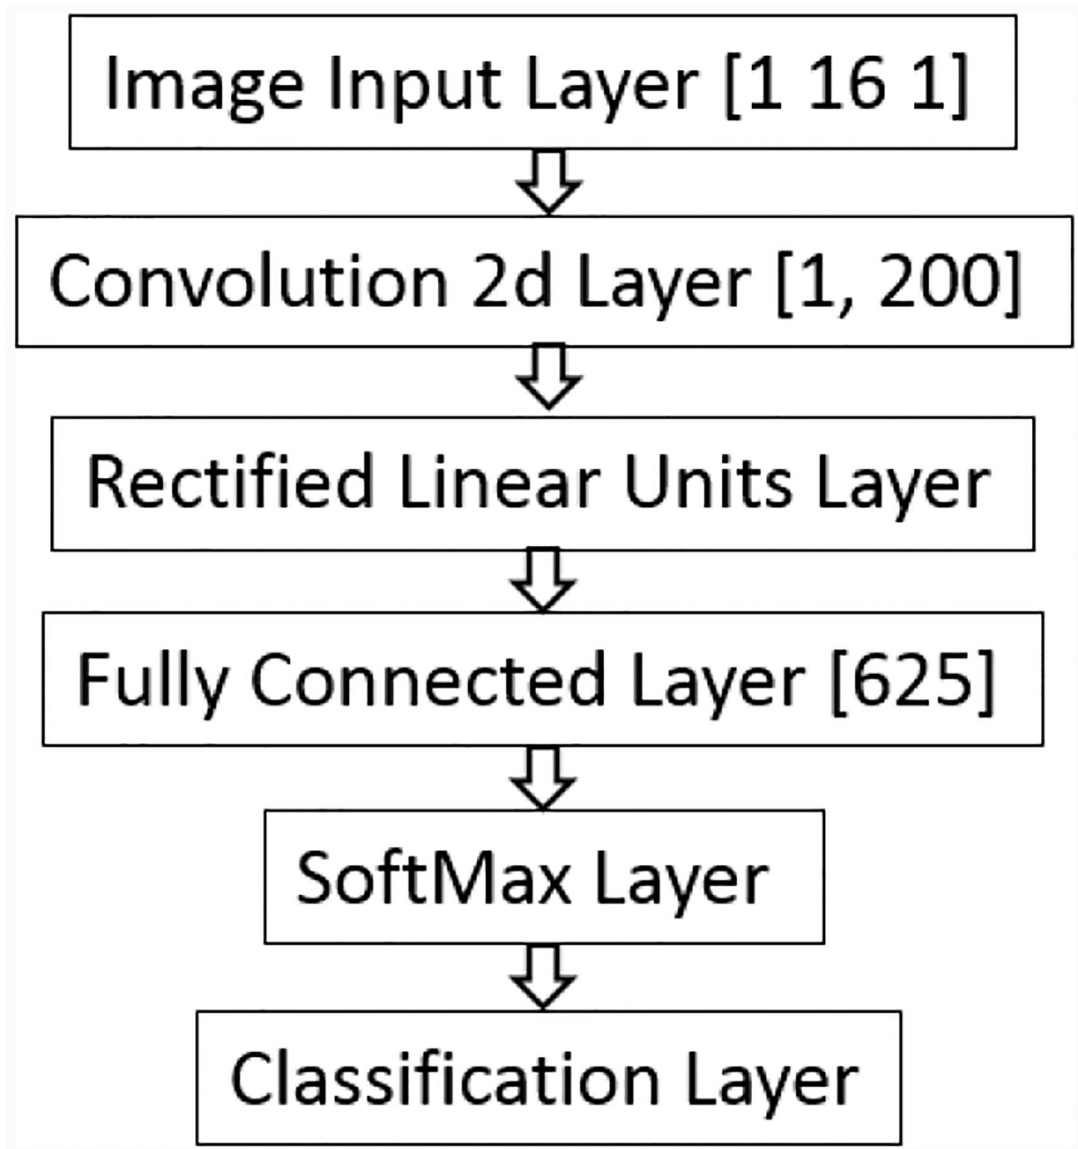 Image Input Layer [1 16 1]
Convolution 2d Layer [1, 200]
Rectified Linear Units Layer
Fully Connected Layer [625]
SoftMax Layer
Classification Layer